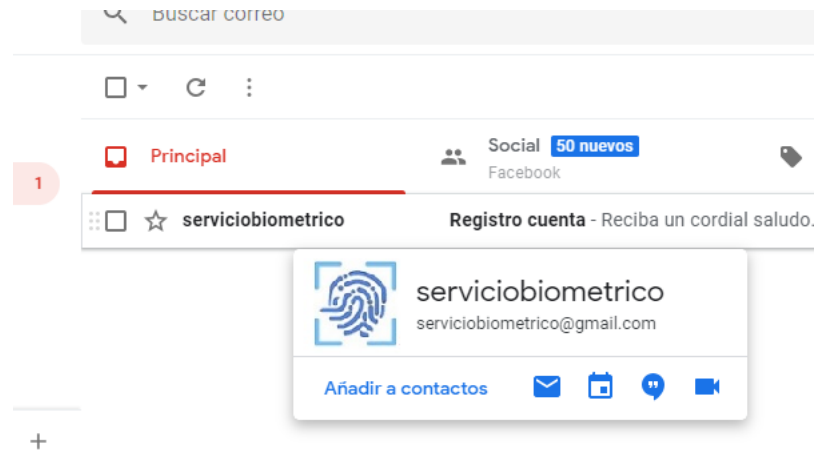 Buscar correo
Principal
Social 50 nuevos
Facebook
1
serviciobiometrico Registro cuenta - Reciba un cordial saludo.
serviciobiometrico
serviciobiometrico@gmail.com
Añadir a contactos